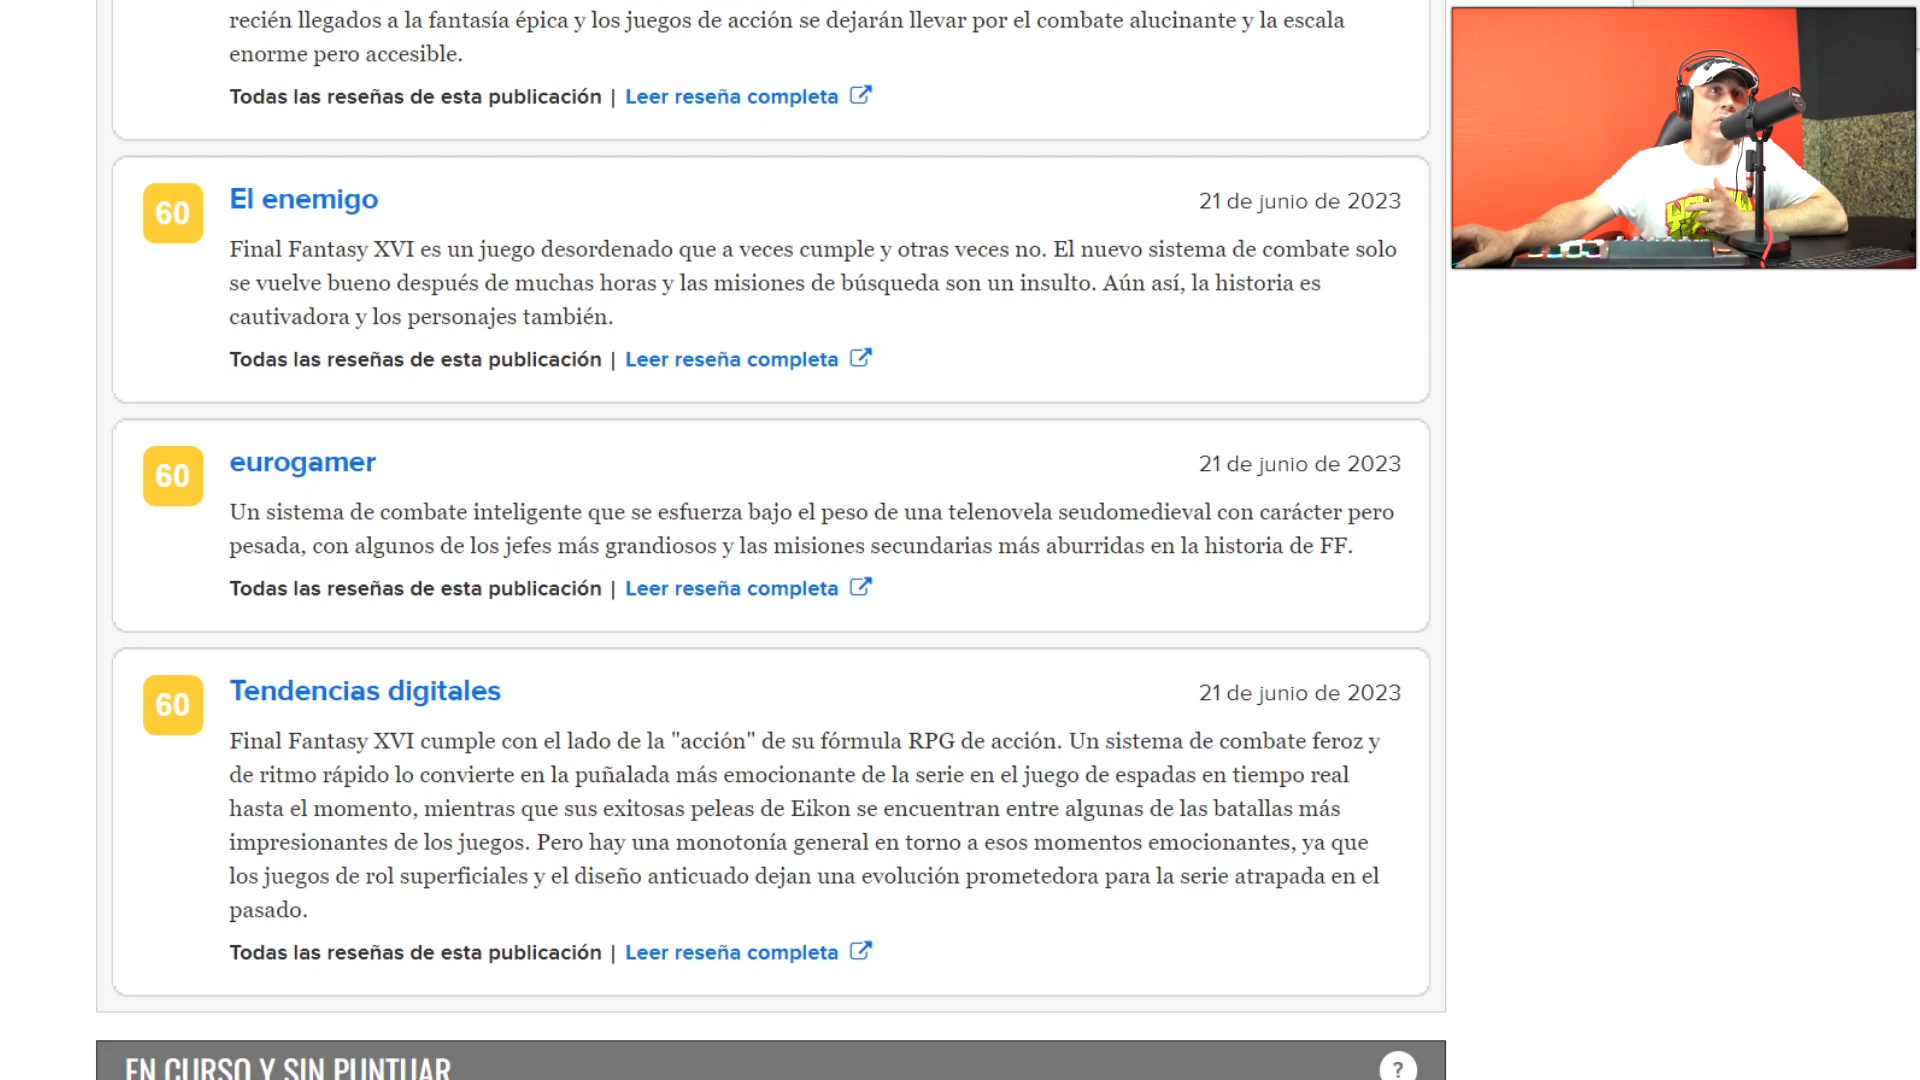 recién llegados a la fantasía épica y los juegos de acción se dejarán llevar por el combate alucinante y la escala
enorme pero accesible.
Todas las reseñas de esta publicación | Leer reseña completa
60
El enemigo
21 de junio de 2023
Final Fantasy XVI es un juego desordenado que a veces cumple y otras veces no. El nuevo sistema de combate solo
se vuelve bueno después de muchas horas y las misiones de búsqueda son un insulto. Aún así, la historia es
cautivadora y los personajes también.
Todas las reseñas de esta publicación | Leer reseña completa
60
eurogamer
21 de junio de 2023
Un sistema de combate inteligente que se esfuerza bajo el peso de una telenovela seudomedieval con carácter pero
pesada, con algunos de los jefes más grandiosos y las misiones secundarias más aburridas en la historia de FF.
Todas las reseñas de esta publicación | Leer reseña completa
60
Tendencias digitales
21 de junio de 2023
Final Fantasy XVI cumple con el lado de la "acción" de su fórmula RPG de acción. Un sistema de combate feroz y
de ritmo rápido lo convierte en la puñalada más emocionante de la serie en el juego de espadas en tiempo real
hasta el momento, mientras que sus exitosas peleas de Eikon se encuentran entre algunas de las batallas más
impresionantes de los juegos. Pero hay una monotonía general en torno a esos momentos emocionantes, ya que
los juegos de rol superficiales y el diseño anticuado dejan una evolución prometedora para la serie atrapada en el
pasado.
Todas las reseñas de esta publicación | Leer reseña completa
EN CURSO Y SIN PUNTUAR
?